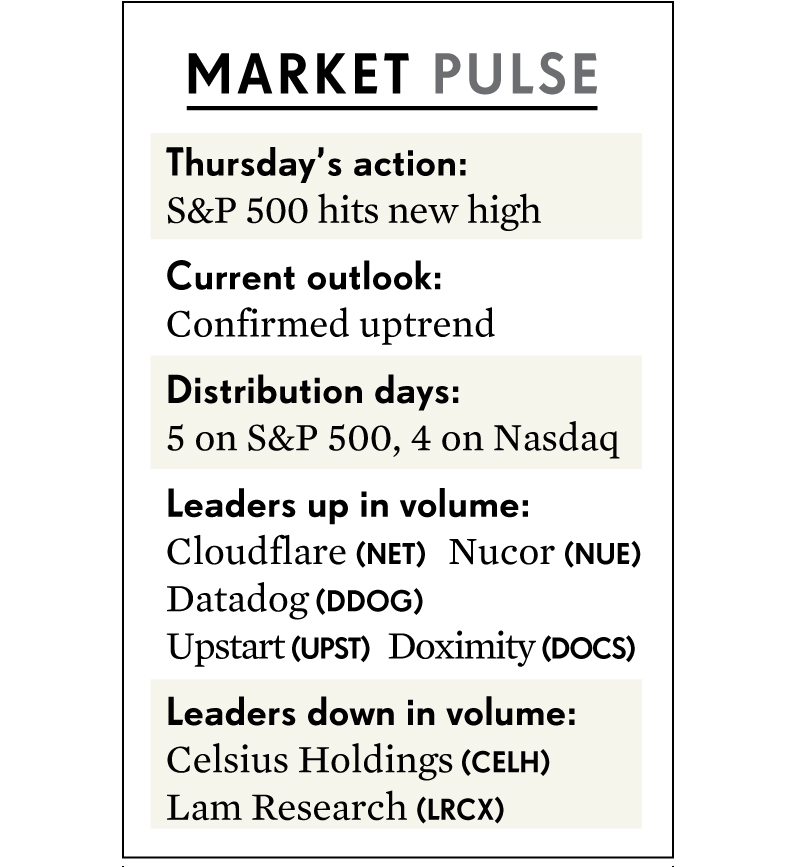 MARKET PULSE
Thursday’s action:
S&P 500 hits new high
Current outlook:
Confirmed uptrend
Distribution days:
5 on S&P 500, 4 on Nasdaq
Leaders up in volume:
Cloudflare (NET) Nucor (NUE)
Datadog (DDOG)
Upstart (UPST) Doximity (DOCS)
Leaders down in volume:
Celsius Holdings (CELH)
Lam Research (LRCX)